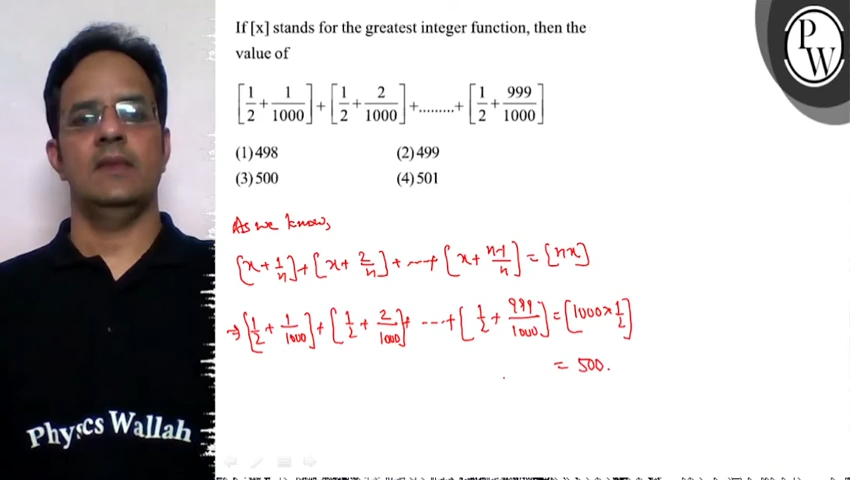 If [x] stands for the greatest integer function, then the
value of
[1/2 + 1/1000] + [1/2 + 2/1000] + ......... + [1/2 + 999/1000]
(1) 498 (2) 499
(3) 500 (4) 501
As we know,
[x + 1/n] + [x + 2/n] + ---+ [x + n-1/n] = [nx]
⇒ [1/2 + 1/1000] + [1/2 + 2/1000] + ---+ [1/2 + 999/1000] = [1000 × 1/2]
= 500.
PW
Physics Wallah